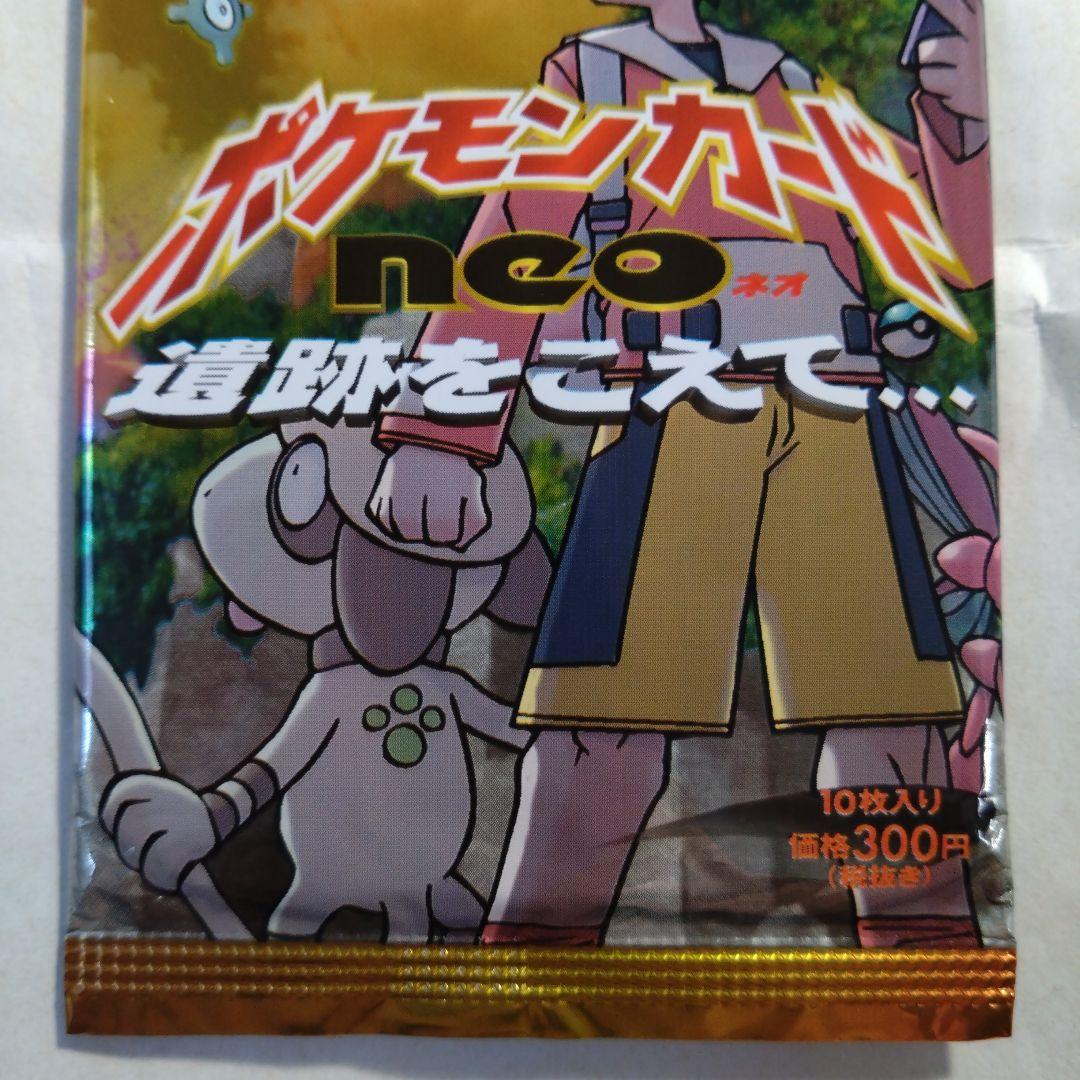 ポケモンカード
neo ネオ
遺跡をこえて...
10枚入り
価格300円
(税抜き)